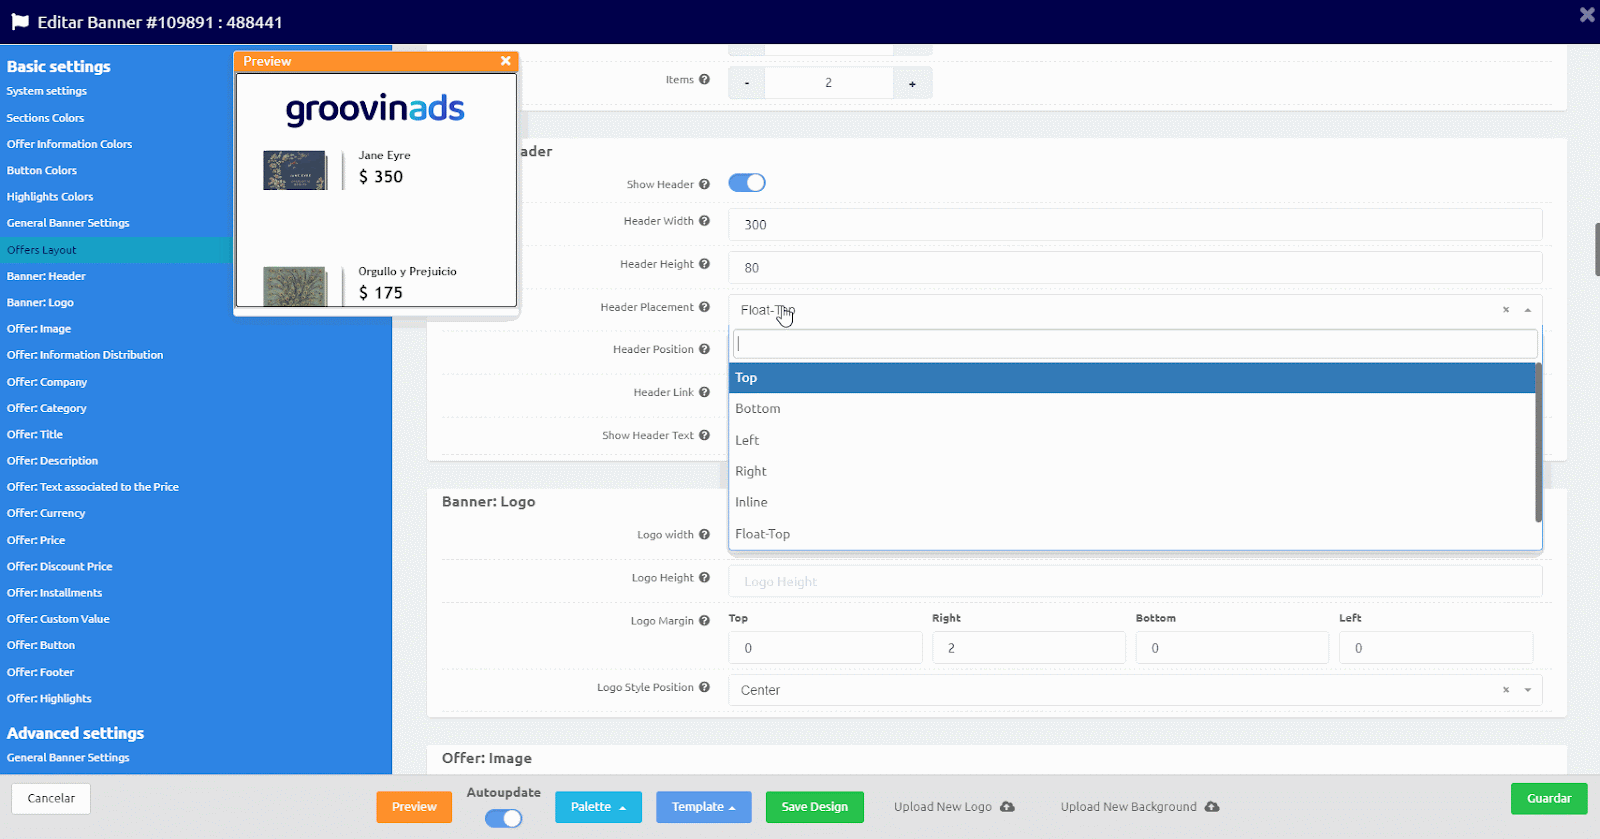 Editar Banner #109891 : 488441
Basic settings
System settings
Sections Colors
Offer Information Colors
Button Colors
Highlights Colors
General Banner Settings
Offers Layout
Banner: Header
Banner: Logo
Offer: Image
Offer: Information Distribution
Offer: Company
Offer: Category
Offer: Title
Offer: Description
Offer: Text associated to the Price
Offer: Currency
Offer: Price
Offer: Discount Price
Offer: Installments
Offer: Custom Value
Offer: Button
Offer: Footer
Offer: Highlights
Advanced settings
General Banner Settings
Preview
groovinads
JANE EYRE
Jane Eyre
$ 350
Orgullo y Prejuicio
$ 175
Items
- 2 +
ader
Show Header
Header Width 300
Header Height 80
Header Placement Float-Top
Header Position
Header Link
Show Header Text
Top
Bottom
Left
Right
Inline
Float-Top
Banner: Logo
Logo width
Logo Height Logo Height
Logo Margin Top Right Bottom Left
0 2 0 0
Logo Style Position Center
Offer: Image
Cancelar
Preview
Autoupdate
Palette
Template
Save Design
Upload New Logo
Upload New Background
Guardar